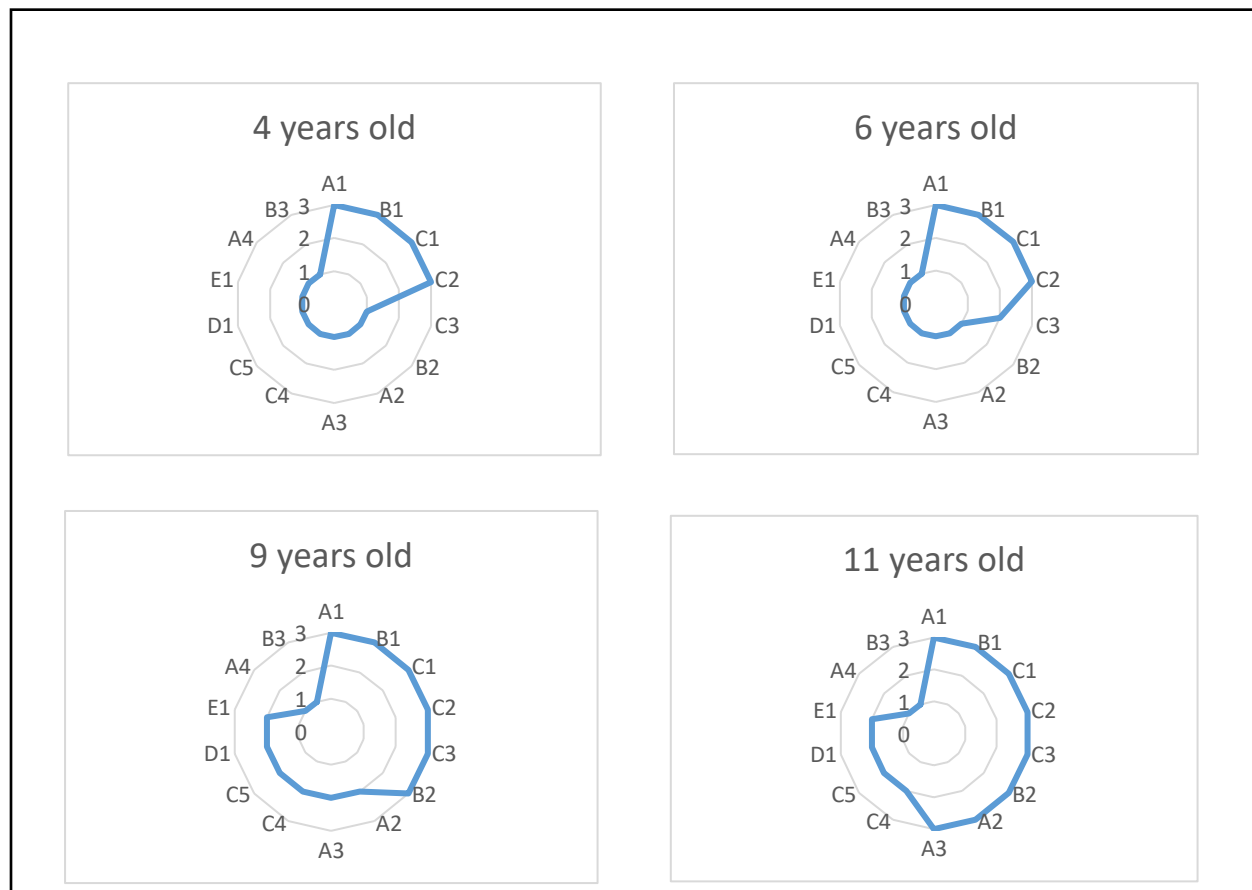 4 years old
A1
B3
3
B1
A4
2
C1
E1
1
C2
0
D1
C3
C5
B2
C4
A2
A3
6 years old
A1
B3
3
B1
A4
2
C1
E1
1
C2
0
D1
C3
C5
B2
C4
A2
A3
9 years old
A1
B3
3
B1
A4
2
C1
E1
1
C2
0
D1
C3
C5
B2
C4
A2
A3
11 years old
A1
B3
3
B1
A4
2
C1
E1
1
C2
0
D1
C3
C5
B2
C4
A2
A3